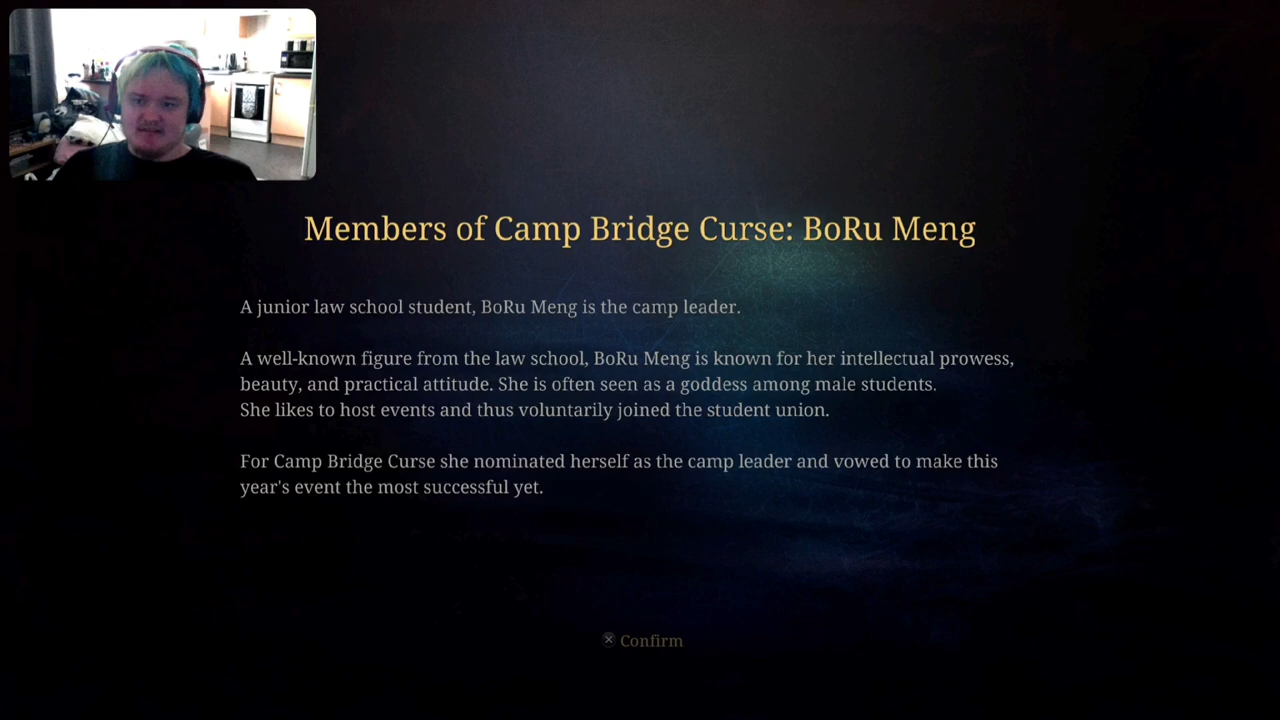 Members of Camp Bridge Curse: BoRu Meng
A junior law school student, BoRu Meng is the camp leader.
A well-known figure from the law school, BoRu Meng is known for her intellectual prowess,
beauty, and practical attitude. She is often seen as a goddess among male students.
She likes to host events and thus voluntarily joined the student union.
For Camp Bridge Curse she nominated herself as the camp leader and vowed to make this
year's event the most successful yet.
Confirm